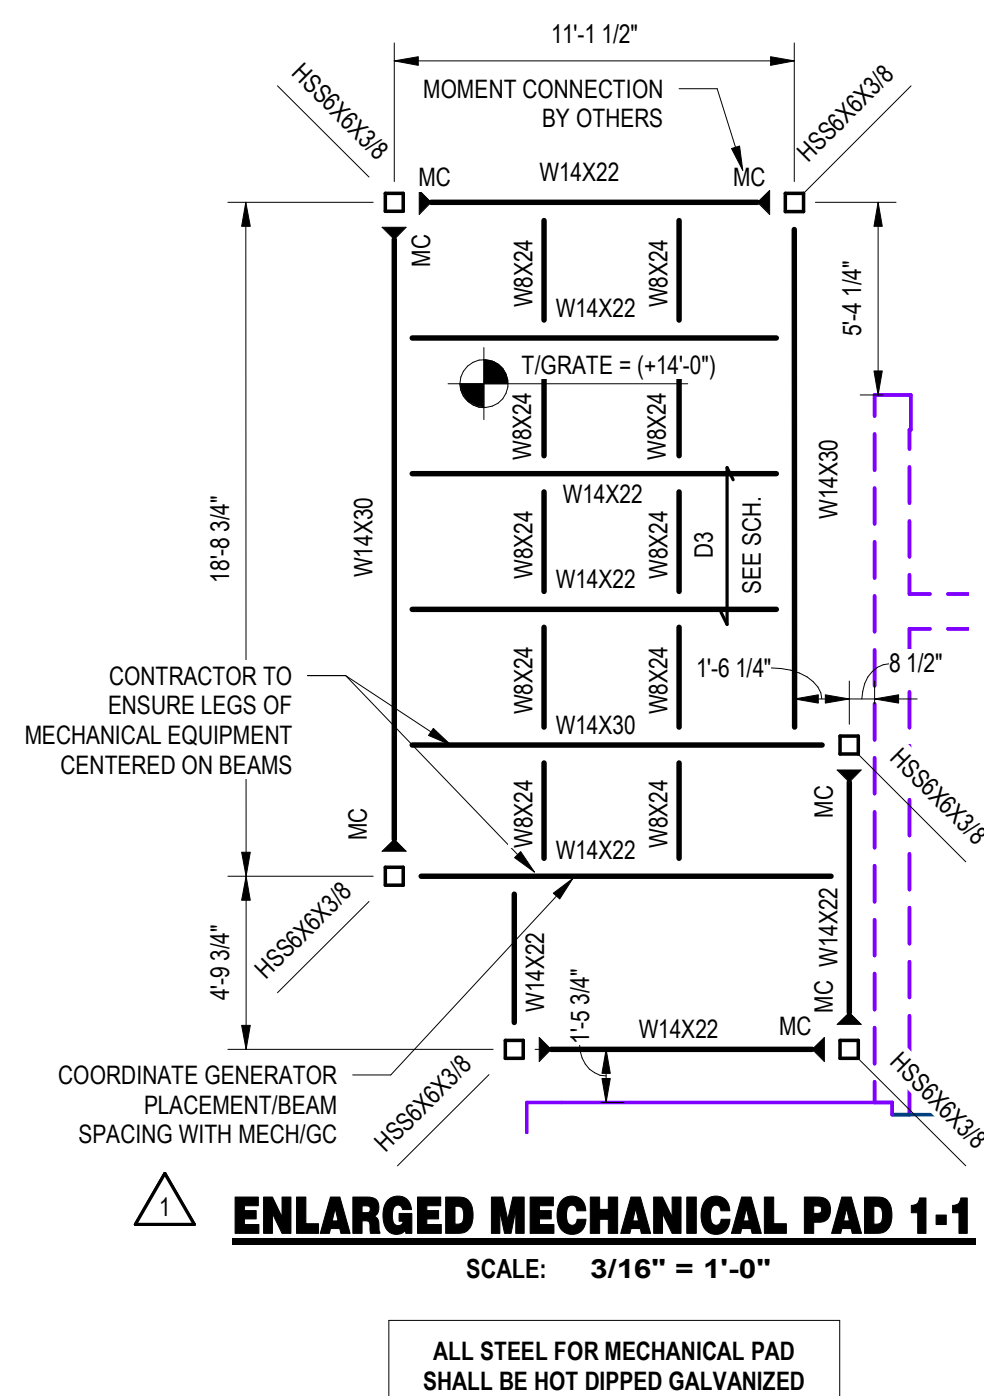 11'-1 1/2"
HSS6X6X3/8
MOMENT CONNECTION
BY OTHERS
HSS6X6X3/8
MC
W14X22
MC
MC
W8X24
W8X24
W14X22
5'-4 1/4"
T/GRATE = (+14'-0")
W8X24
W8X24
W14X22
18'-8 3/4"
W14X30
W14X30
W8X24
W8X24
D3
SEE SCH.
W14X22
CONTRACTOR TO
ENSURE LEGS OF
MECHANICAL EQUIPMENT
CENTERED ON BEAMS
W8X24
W8X24
1'-6 1/4"
8 1/2"
W14X30
HSS6X6X3/8
MC
MC
W8X24
W8X24
W14X22
HSS6X6X3/8
4'-9 3/4"
W14X22
W14X22
1'-5 3/4"
MC
W14X22
MC
COORDINATE GENERATOR
PLACEMENT/BEAM
SPACING WITH MECH/GC
HSS6X6X3/8
HSS6X6X3/8
1
ENLARGED MECHANICAL PAD 1-1
SCALE: 3/16" = 1'-0"
ALL STEEL FOR MECHANICAL PAD
SHALL BE HOT DIPPED GALVANIZED